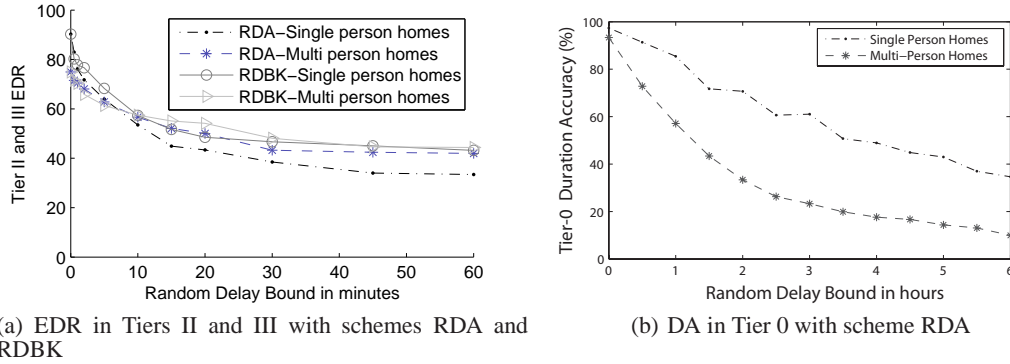 100
80
60
40
20
0
0
10
20
30
40
50
60
Tier II and III EDR
Random Delay Bound in minutes
RDA−Single person homes
RDA−Multi person homes
RDBK−Single person homes
RDBK−Multi person homes
(a) EDR in Tiers II and III with schemes RDA and
RDBK
100
80
60
40
20
0
0
1
2
3
4
5
6
Tier-0 Duration Accuracy (%)
Random Delay Bound in hours
Single Person Homes
Multi-Person Homes
(b) DA in Tier 0 with scheme RDA